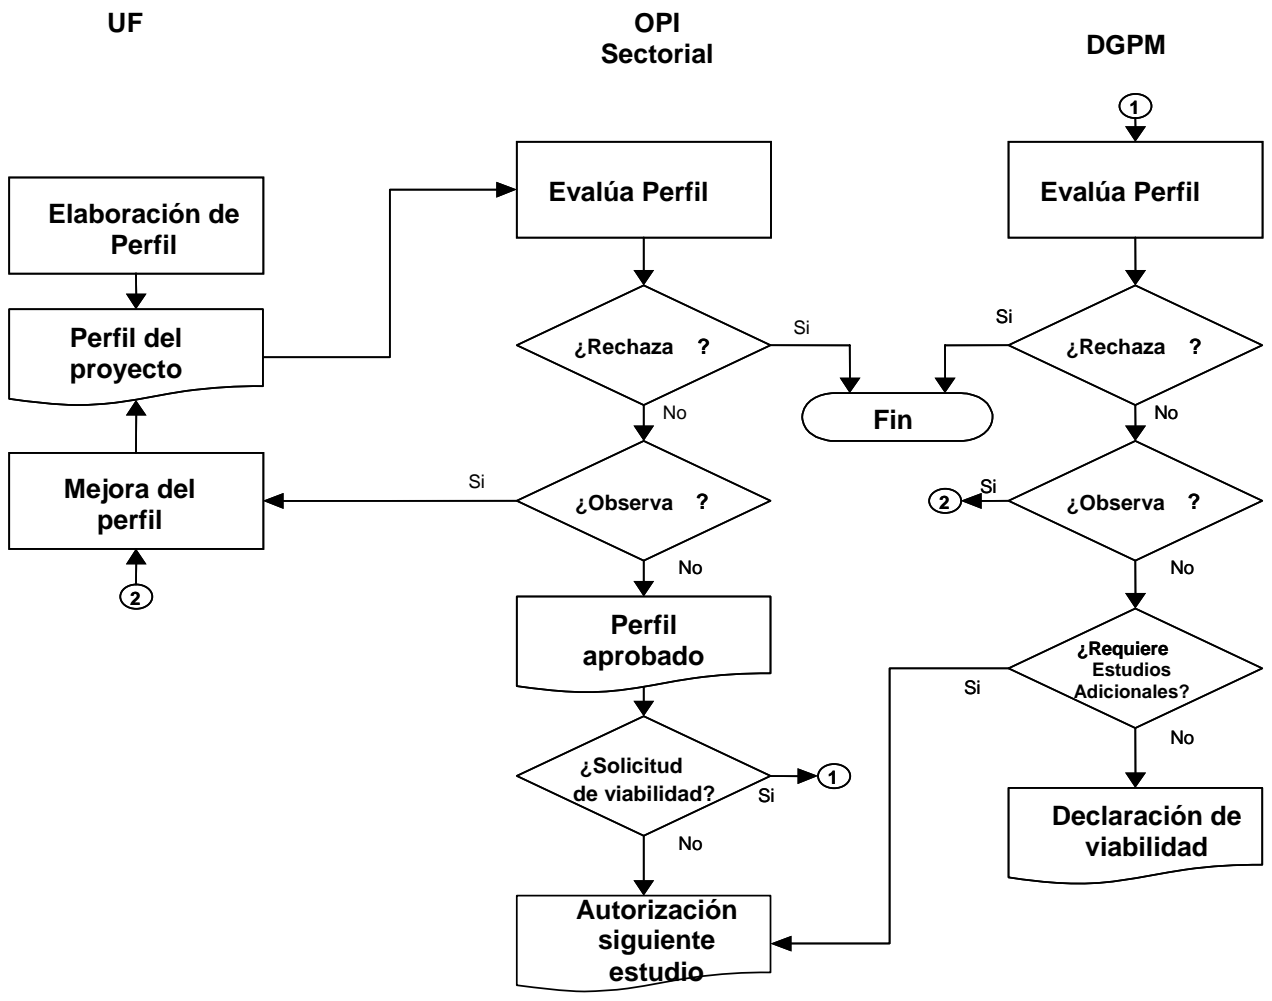 UF
Elaboración de
Perfil
Perfil del
proyecto
Mejora del
perfil
2
OPI
Sectorial
Evalúa Perfil
¿Rechaza ?
Si
No
Fin
¿Observa ?
Si
No
Perfil
aprobado
¿Solicitud
de viabilidad?
Si
1
No
Autorización
siguiente
estudio
DGPM
1
Evalúa Perfil
¿Rechaza ?
Si
No
¿Observa ?
Si
2
No
¿Requiere
Estudios
Adicionales?
Si
No
Declaración de
viabilidad